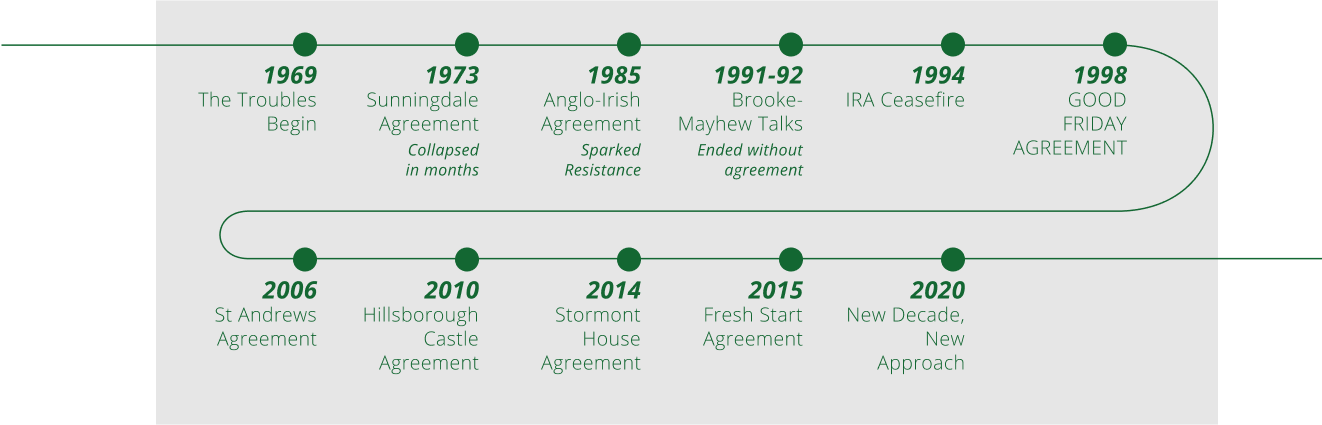 1969
The Troubles
Begin
1973
Sunningdale
Agreement
Collapsed
in months
1985
Anglo-Irish
Agreement
Sparked
Resistance
1991-92
Brooke-
Mayhew Talks
Ended without
agreement
1994
IRA Ceasefire
1998
GOOD
FRIDAY
AGREEMENT
2006
St Andrews
Agreement
2010
Hillsborough
Castle
Agreement
2014
Stormont
House
Agreement
2015
Fresh Start
Agreement
2020
New Decade,
New
Approach